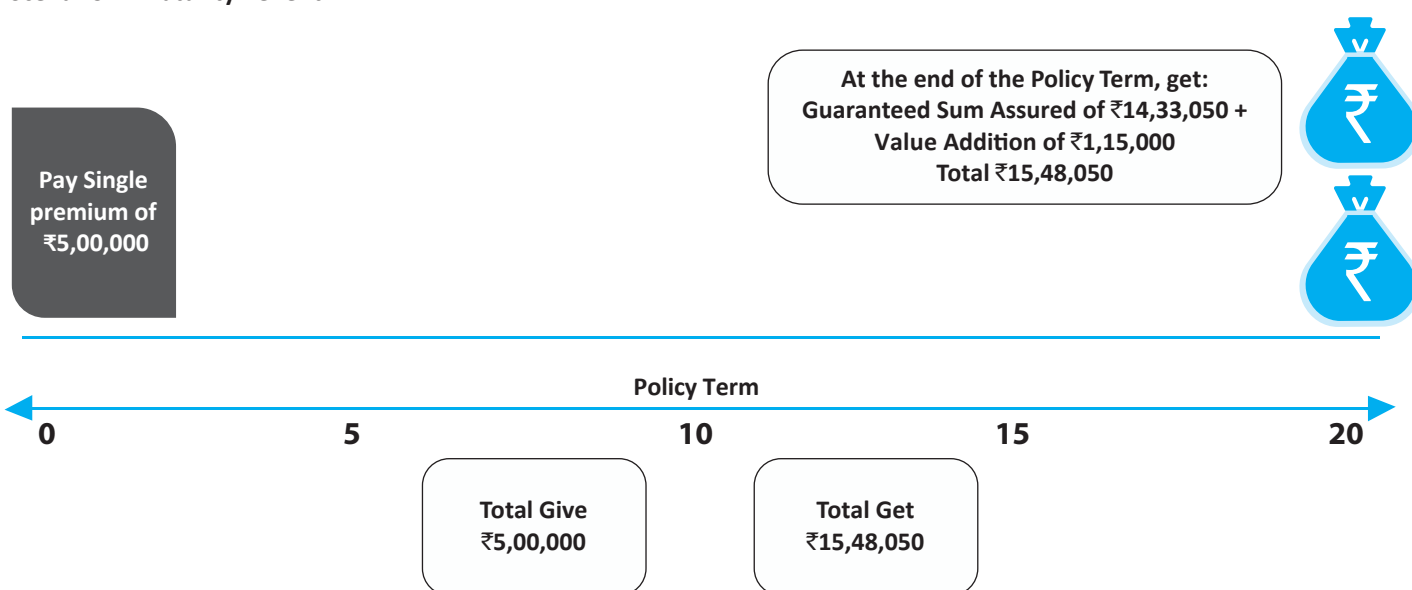 Pay Single
premium of
₹5,00,000
At the end of the Policy Term, get:
Guaranteed Sum Assured of ₹14,33,050 +
Value Addition of ₹1,15,000
Total ₹15,48,050
₹
₹
Policy Term
0 5 10 15 20
Total Give
₹5,00,000
Total Get
₹15,48,050